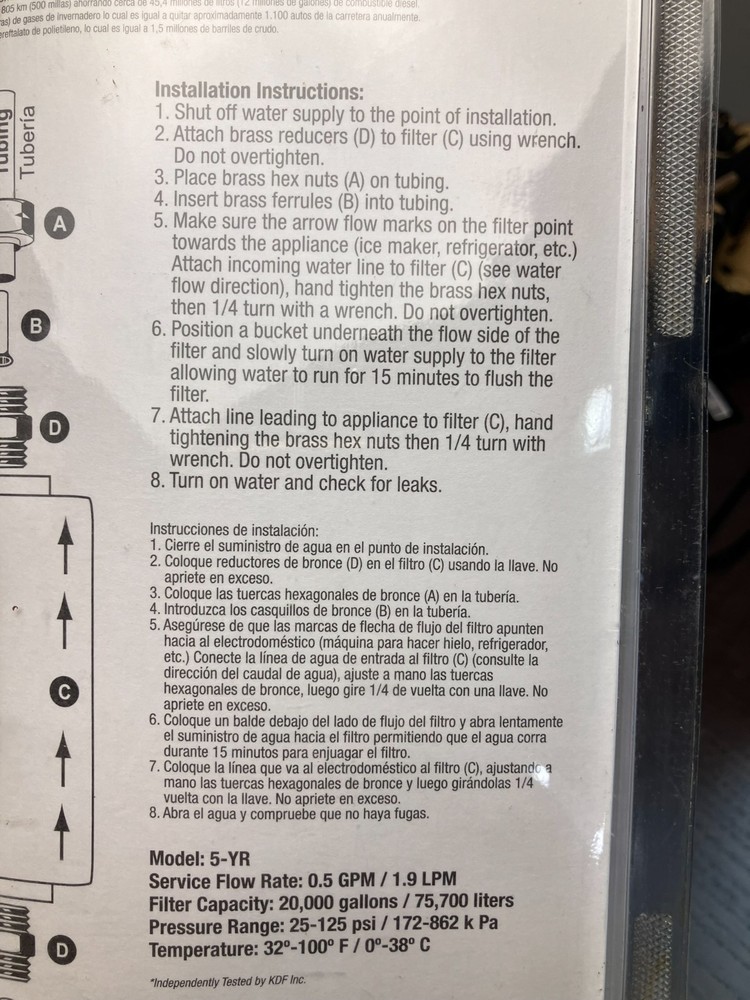 805 km (500 millas) ahorrando cerca de 45,4 millones de litros (12 millones de galones) de combustible diesel.
as) de gases de invernadero lo cual es igual a quitar aproximadamente 1.100 autos de la carretera anualmente.
reftalato de polietileno, lo cual es igual a 1,5 millones de barriles de crudo.
Tubing
Tubería
A
B
D
C
D
Installation Instructions:
1. Shut off water supply to the point of installation.
2. Attach brass reducers (D) to filter (C) using wrench.
Do not overtighten.
3. Place brass hex nuts (A) on tubing.
4. Insert brass ferrules (B) into tubing.
5. Make sure the arrow flow marks on the filter point
towards the appliance (ice maker, refrigerator, etc.)
Attach incoming water line to filter (C) (see water
flow direction), hand tighten the brass hex nuts,
then 1/4 turn with a wrench. Do not overtighten.
6. Position a bucket underneath the flow side of the
filter and slowly turn on water supply to the filter
allowing water to run for 15 minutes to flush the
filter.
7. Attach line leading to appliance to filter (C), hand
tightening the brass hex nuts then 1/4 turn with
wrench. Do not overtighten.
8. Turn on water and check for leaks.
Instrucciones de instalación:
1. Cierre el suministro de agua en el punto de instalación.
2. Coloque reductores de bronce (D) en el filtro (C) usando la llave. No
apriete en exceso.
3. Coloque las tuercas hexagonales de bronce (A) en la tubería.
4. Introduzca los casquillos de bronce (B) en la tubería.
5. Asegúrese de que las marcas de flecha de flujo del filtro apunten
hacia al electrodoméstico (máquina para hacer hielo, refrigerador,
etc.) Conecte la línea de agua de entrada al filtro (C) (consulte la
dirección del caudal de agua), ajuste a mano las tuercas
hexagonales de bronce, luego gire 1/4 de vuelta con una llave. No
apriete en exceso.
6. Coloque un balde debajo del lado de flujo del filtro y abra lentamente
el suministro de agua hacia el filtro permitiendo que el agua corra
durante 15 minutos para enjuagar el filtro.
7. Coloque la línea que va al electrodoméstico al filtro (C), ajustando a
mano las tuercas hexagonales de bronce y luego girándolas 1/4
vuelta con la llave. No apriete en exceso.
8. Abra el agua y compruebe que no haya fugas.
Model: 5-YR
Service Flow Rate: 0.5 GPM / 1.9 LPM
Filter Capacity: 20,000 gallons / 75,700 liters
Pressure Range: 25-125 psi / 172-862 k Pa
Temperature: 32º-100º F / 0º-38º C
*Independently Tested by KDF Inc.